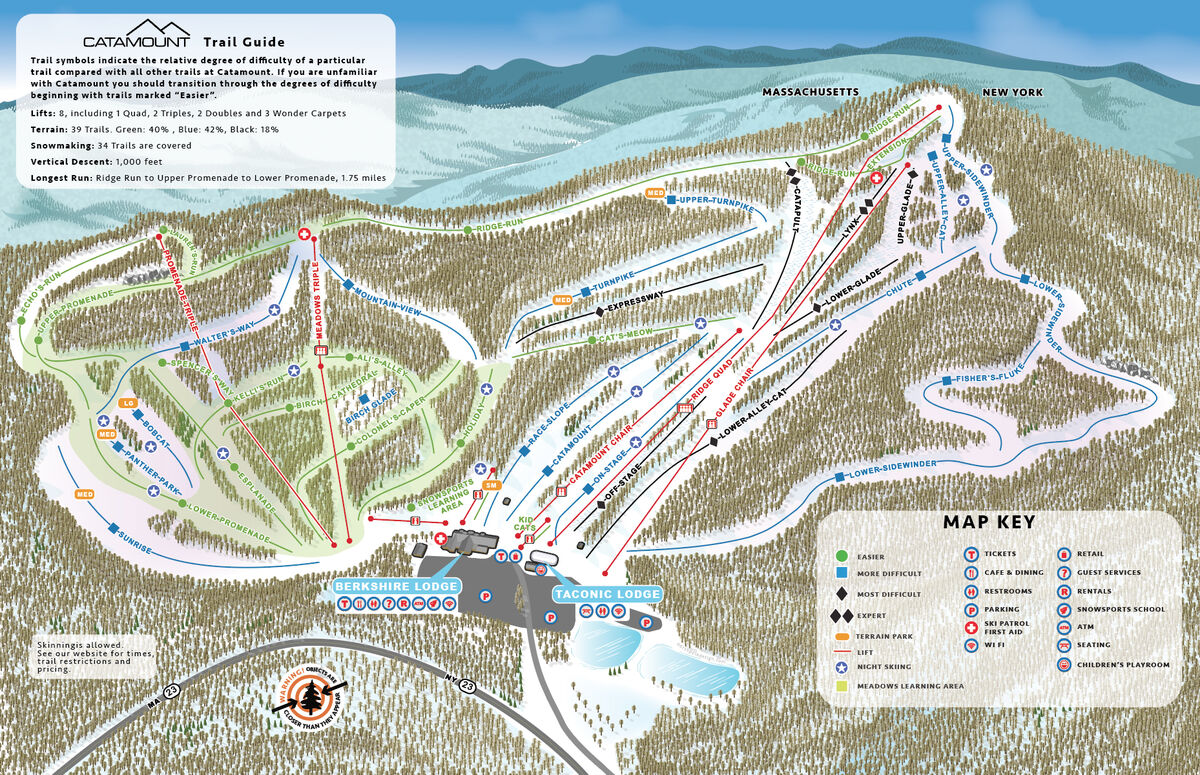 CATAMOUNT Trail Guide
Trail symbols indicate the relative degree of difficulty of a particular
trail compared with all other trails at Catamount. If you are unfamiliar
with Catamount you should transition through the degrees of difficulty
beginning with trails marked “Easier”.
Lifts: 8, including 1 Quad, 2 Triples, 2 Doubles and 3 Wonder Carpets
Terrain: 39 Trails. Green: 40% , Blue: 42%, Black: 18%
Snowmaking: 34 Trails are covered
Vertical Descent: 1,000 feet
Longest Run: Ridge Run to Upper Promenade to Lower Promenade, 1.75 miles
MASSACHUSETTS
NEW YORK
RIDGE-RUN
EXTENSION
RIDGE-RUN
UPPER-SIDEWINDER
UPPER-ALLEY-CAT
UPPER-GLADE
LYNX
CATAPULT
MED
UPPER-TURNPIKE
RIDGE-RUN
ECHO'S-RUN
PROMENADE-TRIPLE
UPPER-PROMENADE
MEADOWS TRIPLE
MOUNTAIN-VIEW
MED
TURNPIKE
EXPRESSWAY
CAT'S-MEOW
LOWER-GLADE
CHUTE
LOWER-SIDEWINDER
WALTER'S-WAY
SPENCER'S-WAY
KELLI'S-RUN
ELI'S-ALLEY
BIRCH-CATHEDRAL
BIRCH GLADE
COLONEL'S-CAPER
HOLIDAY
RIDGE QUAD
GLADE CHAIR
FISHER'S-FLUKE
LG
BOBCAT
MED
PANTHER-PARK
ESPLANADE
LOWER-PROMENADE
MED
SUNRISE
RACE-SLOPE
CATAMOUNT
CATAMOUNT CHAIR
ON-STAGE
OFF-STAGE
LOWER-ALLEY-CAT
LOWER-SIDEWINDER
SNOWSPORTS
LEARNING
AREA
SM
KID
CATS
BERKSHIRE LODGE
T
?
R
ATM
TACONIC LODGE
T
P
P
P
Skinningis allowed.
See our website for times,
trail restrictions and
pricing.
MA 23
NY 23
WARNING! OBJECTS ARE
CLOSER THAN THEY APPEAR
MAP KEY
EASIER
MORE DIFFICULT
MOST DIFFICULT
EXPERT
TERRAIN PARK
LIFT
NIGHT SKIING
MEADOWS LEARNING AREA
T TICKETS
CAFE & DINING
RESTROOMS
P PARKING
SKI PATROL
FIRST AID
WI FI
RETAIL
? GUEST SERVICES
R RENTALS
SNOWSPORTS SCHOOL
ATM ATM
SEATING
CHILDREN'S PLAYROOM